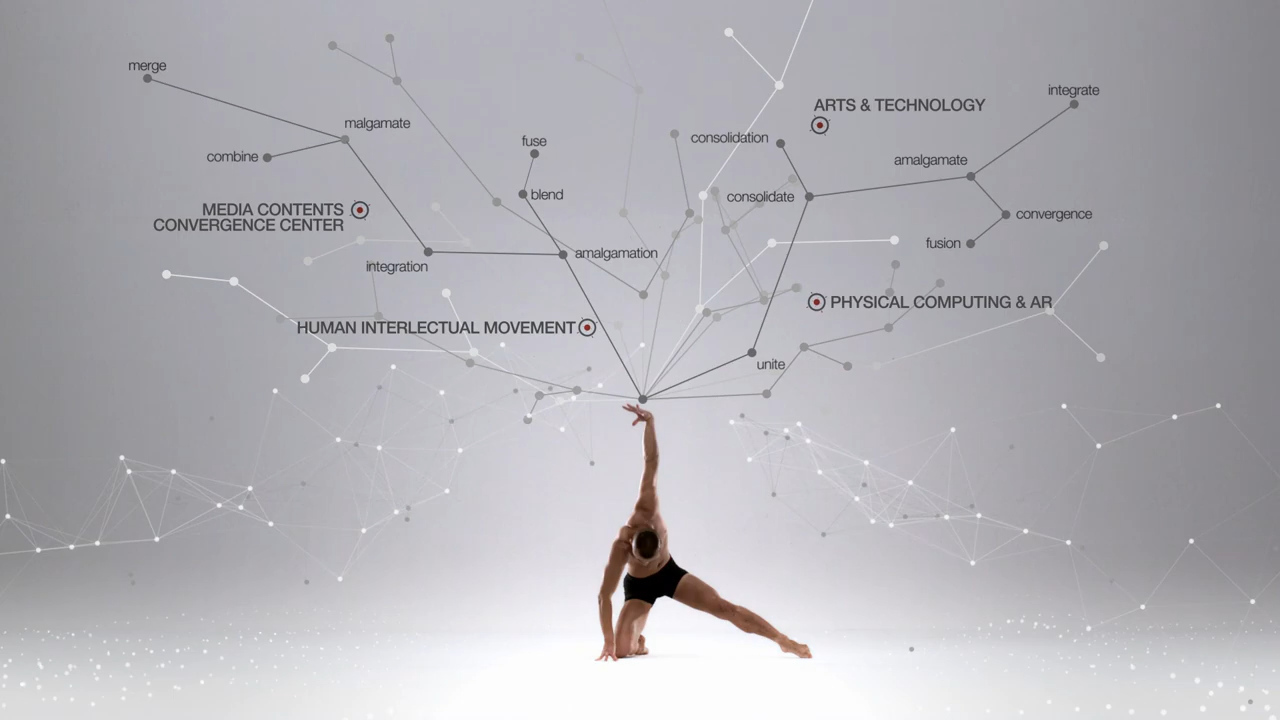 merge
malgamate
combine
MEDIA CONTENTS
CONVERGENCE CENTER
integration
fuse
blend
amalgamation
HUMAN INTERLECTUAL MOVEMENT
ARTS & TECHNOLOGY
consolidation
consolidate
integrate
amalgamate
convergence
fusion
PHYSICAL COMPUTING & AR
unite